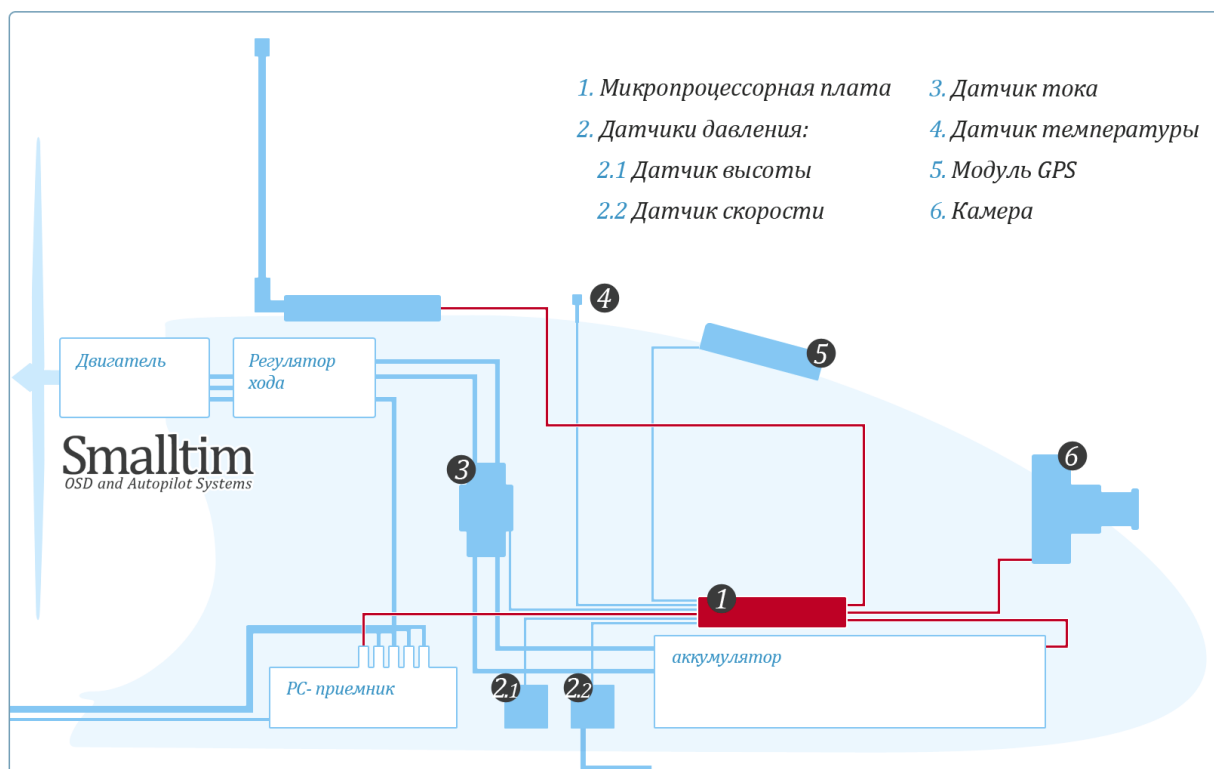 1. Микропроцессорная плата
2. Датчики давления:
2.1 Датчик высоты
2.2 Датчик скорости
3. Датчик тока
4. Датчик температуры
5. Модуль GPS
6. Камера
4
5
Двигатель
Регулятор
хода
Smalltim
OSD and Autopilot Systems
3
6
1
аккумулятор
РС- приемник
2.1
2.2